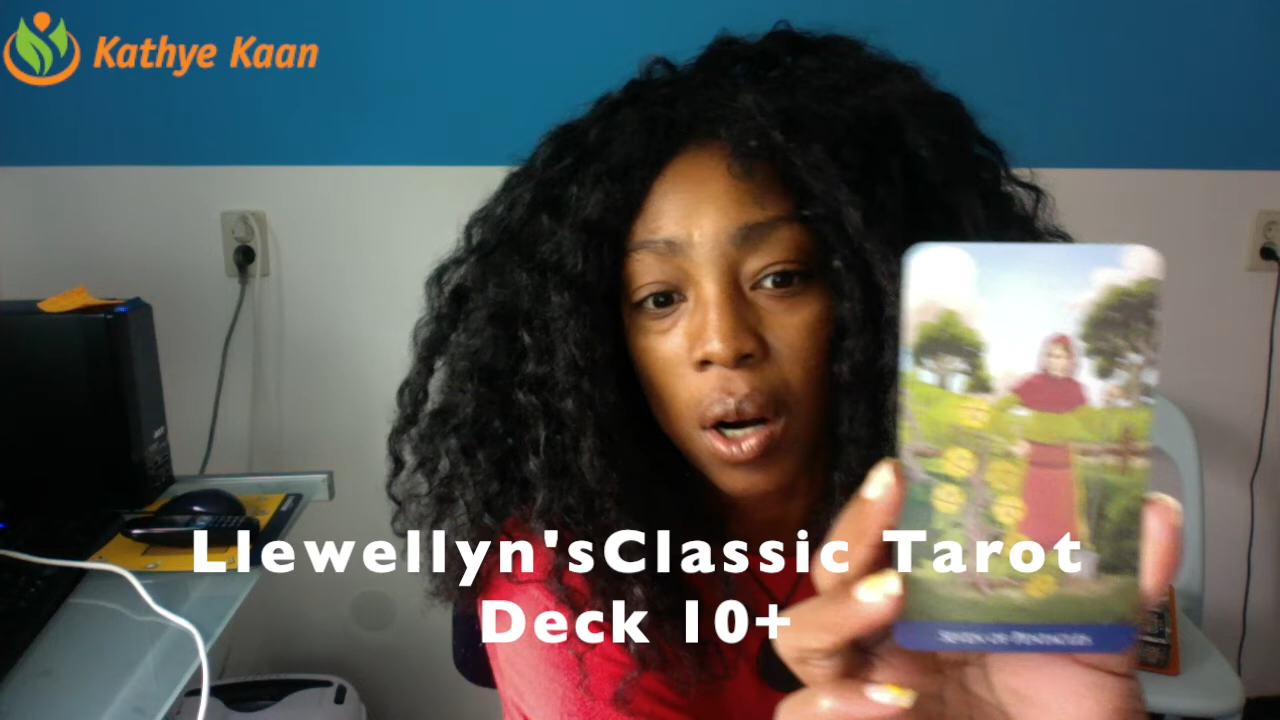 Kathye Kaan
Llewellyn'sClassic Tarot
Deck 10+
Seven of Pentacles